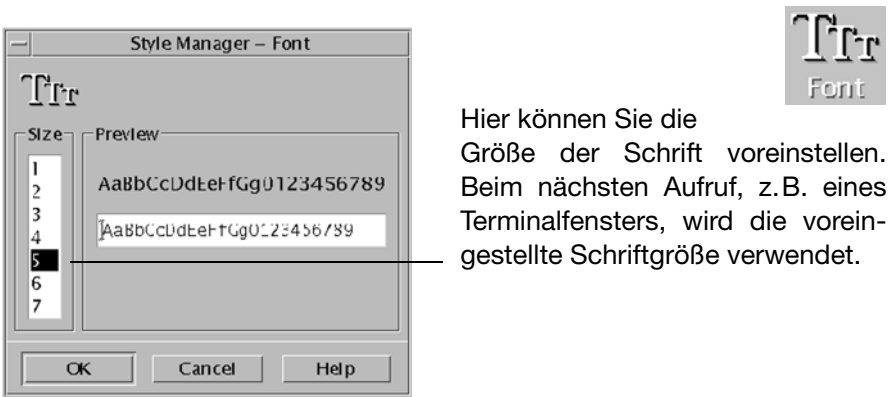 Style Manager – Font
Size
1
2
3
4
5
6
7
Preview
AaBbCcDdEeFfGg0123456789
AaBbCcDdEeFfGg0123456789
OK
Cancel
Help
Font
Hier können Sie die
Größe der Schrift voreinstellen.
Beim nächsten Aufruf, z.B. eines
Terminalfensters, wird die vorein-
gestellte Schriftgröße verwendet.